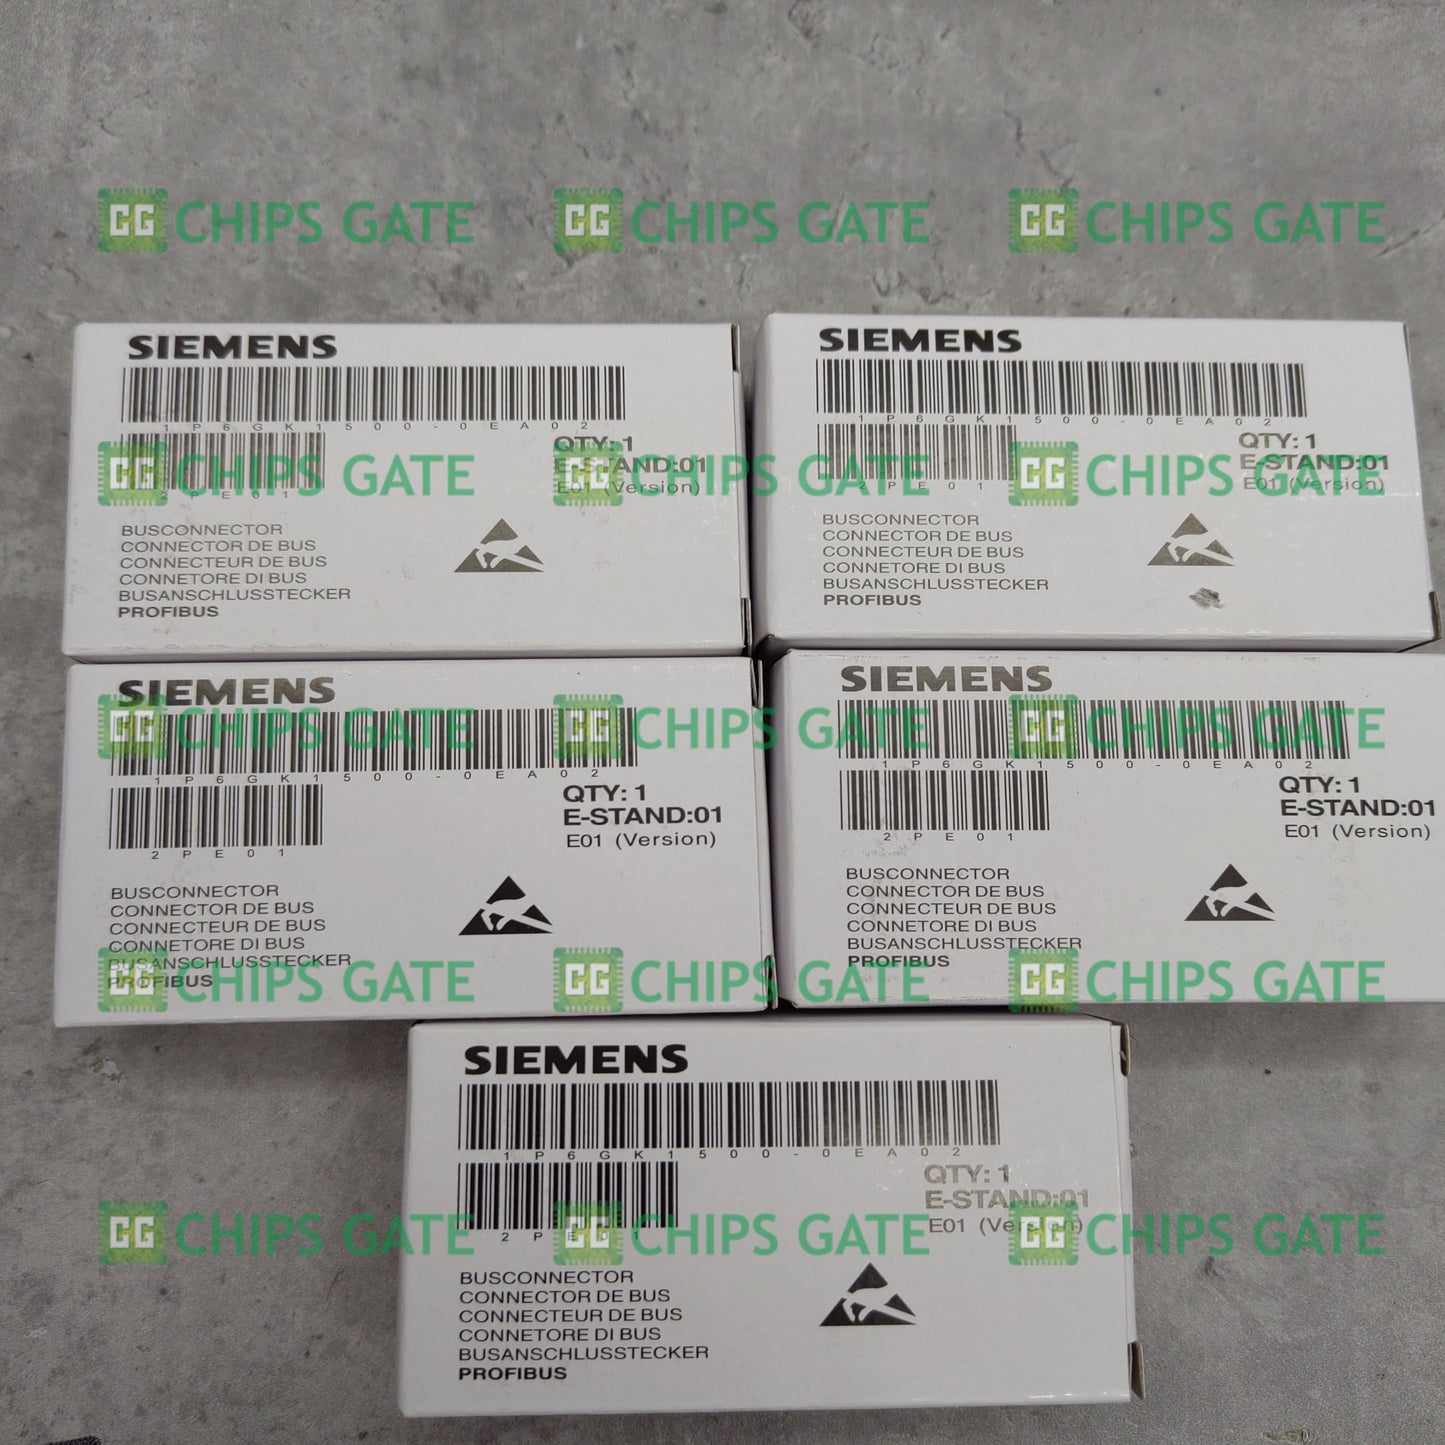 CG CHIPS GATE CG CHIPS GATE CG CHIPS GATE
SIEMENS
1P6GK1500-0EA02
QTY: 1
E-STAND:01
E01 (Version)
2PE01
BUSCONNECTOR
CONNECTOR DE BUS
CONNECTEUR DE BUS
CONNETORE DI BUS
BUSANSCHLUSSTECKER
PROFIBUS
SIEMENS
1P6GK1500-0EA02
QTY: 1
E-STAND:01
E01 (Version)
2PE01
BUSCONNECTOR
CONNECTOR DE BUS
CONNECTEUR DE BUS
CONNETORE DI BUS
BUSANSCHLUSSTECKER
PROFIBUS
CG CHIPS GATE CG CHIPS GATE CG CHIPS GATE
SIEMENS
1P6GK1500-0EA02
QTY: 1
E-STAND:01
E01 (Version)
2PE01
BUSCONNECTOR
CONNECTOR DE BUS
CONNECTEUR DE BUS
CONNETORE DI BUS
BUSANSCHLUSSTECKER
PROFIBUS
SIEMENS
1P6GK1500-0EA02
QTY: 1
E-STAND:01
E01 (Version)
2PE01
BUSCONNECTOR
CONNECTOR DE BUS
CONNECTEUR DE BUS
CONNETORE DI BUS
BUSANSCHLUSSTECKER
PROFIBUS
CG CHIPS GATE CG CHIPS GATE CG CHIPS GATE
CG CHIPS GATE CG CHIPS GATE CG CHIPS GATE
SIEMENS
1P6GK1500-0EA02
QTY: 1
E-STAND:01
E01 (Version)
2PE01
BUSCONNECTOR
CONNECTOR DE BUS
CONNECTEUR DE BUS
CONNETORE DI BUS
BUSANSCHLUSSTECKER
PROFIBUS
CG CHIPS GATE CG CHIPS GATE CG CHIPS GATE